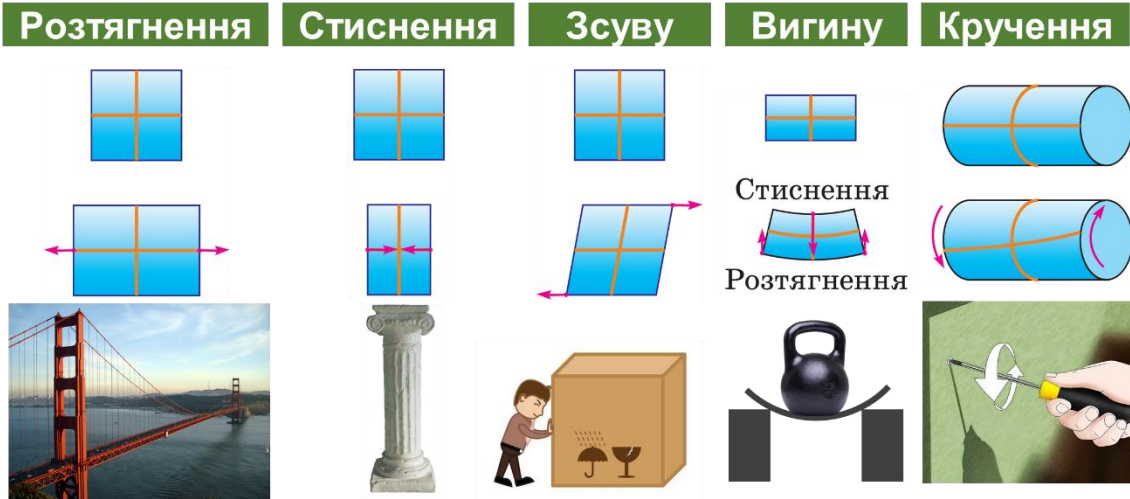 Розтягнення
Стиснення
Зсуву
Вигину
Кручення
Стиснення
Розтягнення